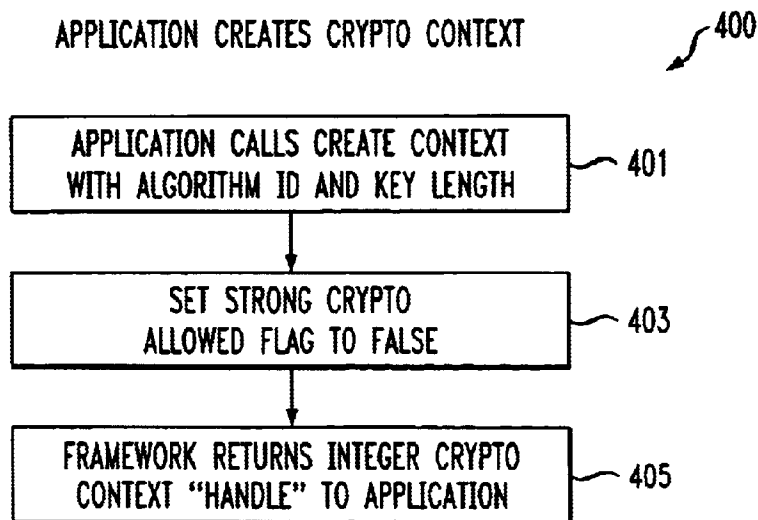 APPLICATION CREATES CRYPTO CONTEXT
400
APPLICATION CALLS CREATE CONTEXT
WITH ALGORITHM ID AND KEY LENGTH
401
SET STRONG CRYPTO
ALLOWED FLAG TO FALSE
403
FRAMEWORK RETURNS INTEGER CRYPTO
CONTEXT “HANDLE” TO APPLICATION
405